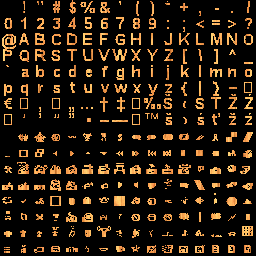 ! " # $ % & ' ( ) * + , - . /
0 1 2 3 4 5 6 7 8 9 : ; < = > ?
@ A B C D E F G H I J K L M N O
P Q R S T U V W X Y Z [ \ ] ^ _
` a b c d e f g h i j k l m n o
p q r s t u v w x y z { | } ~
€ ‚ „ … † ‡ ‰ Š ‹ Ś Ť Ž Ź
‘ ’ “ ” • – — ™ š › ś ť ž ź